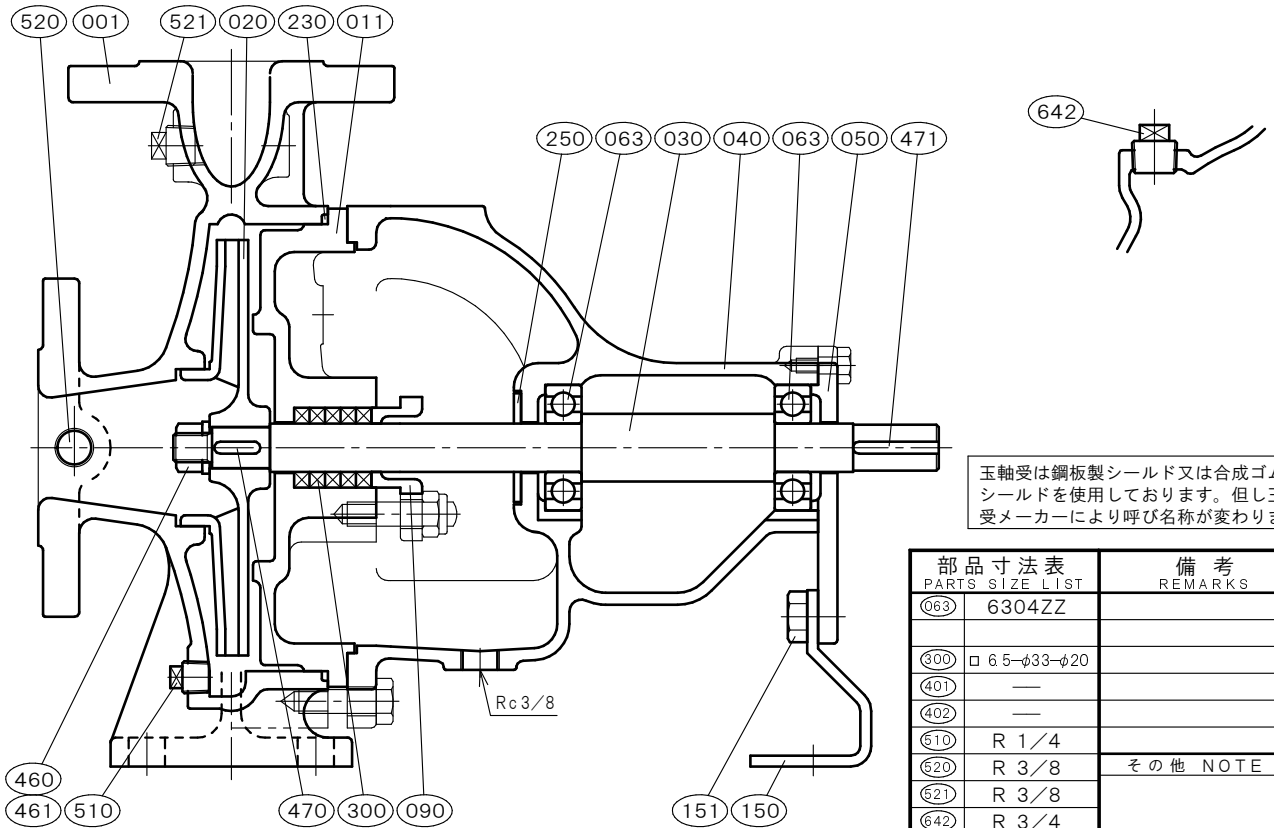 520 001 521 020 230 011
642
250 063 030 040 063 050 471
玉軸受は鋼板製シールド又は合成ゴム
シールドを使用しております。但し
受メーカーにより呼び名称が変わりま
部品寸法表 備考
PARTS SIZE LIST REMARKS
063 6304ZZ
300 □ 6.5-φ33-φ20
401 —
402 —
510 R 1/4
520 R 3/8 その他 NOTE
521 R 3/8
642 R 3/4
Rc3/8
460
461 510 470 300 090 151 150